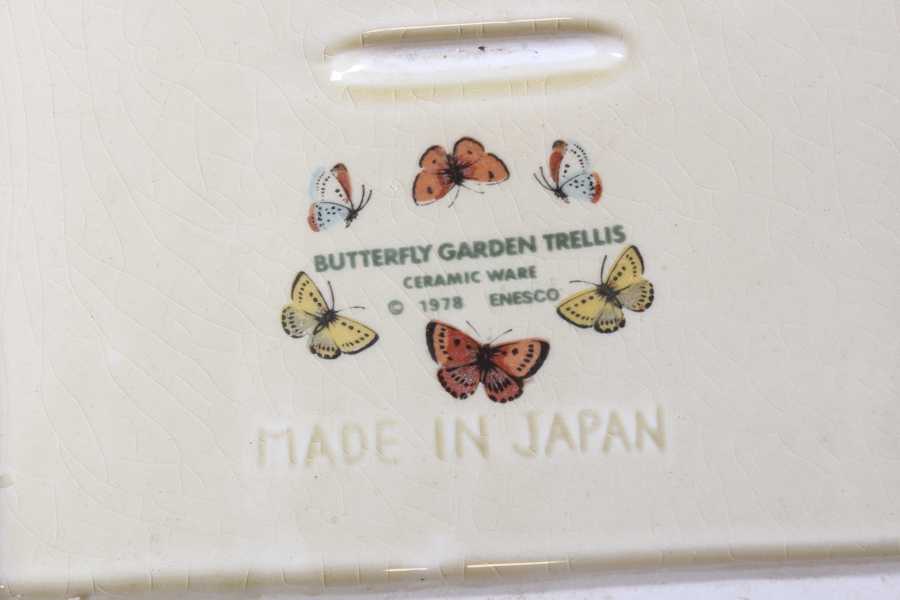 BUTTERFLY GARDEN TRELLIS
CERAMIC WARE
© 1978 ENESCO
MADE IN JAPAN